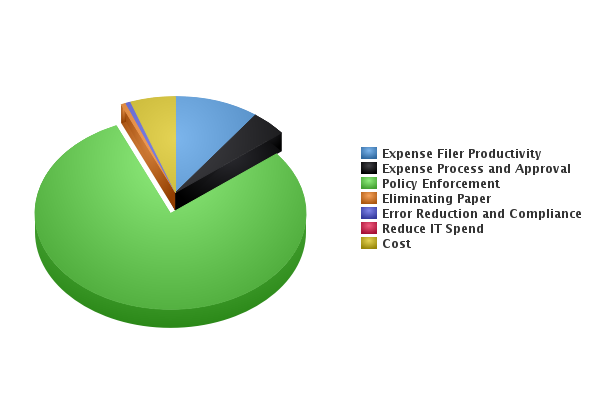 Expense Filer Productivity
Expense Process and Approval
Policy Enforcement
Eliminating Paper
Error Reduction and Compliance
Reduce IT Spend
Cost